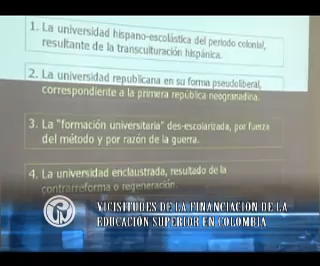 1. La universidad hispano-escolástica del periodo colonial,
resultante de la transculturación hispánica.
2. La universidad republicana en su forma pseudoliberal,
correspondiente a la primera república neogranadina.
3. La "formación universitaria" des-escolarizada, por fuerza
del método y por razón de la guerra.
4. La universidad enclaustrada, resultado de la
contrarreforma o regeneración.
VICISITUDES DE LA FINANCIACIÓN DE LA
EDUCACIÓN SUPERIOR EN COLOMBIA